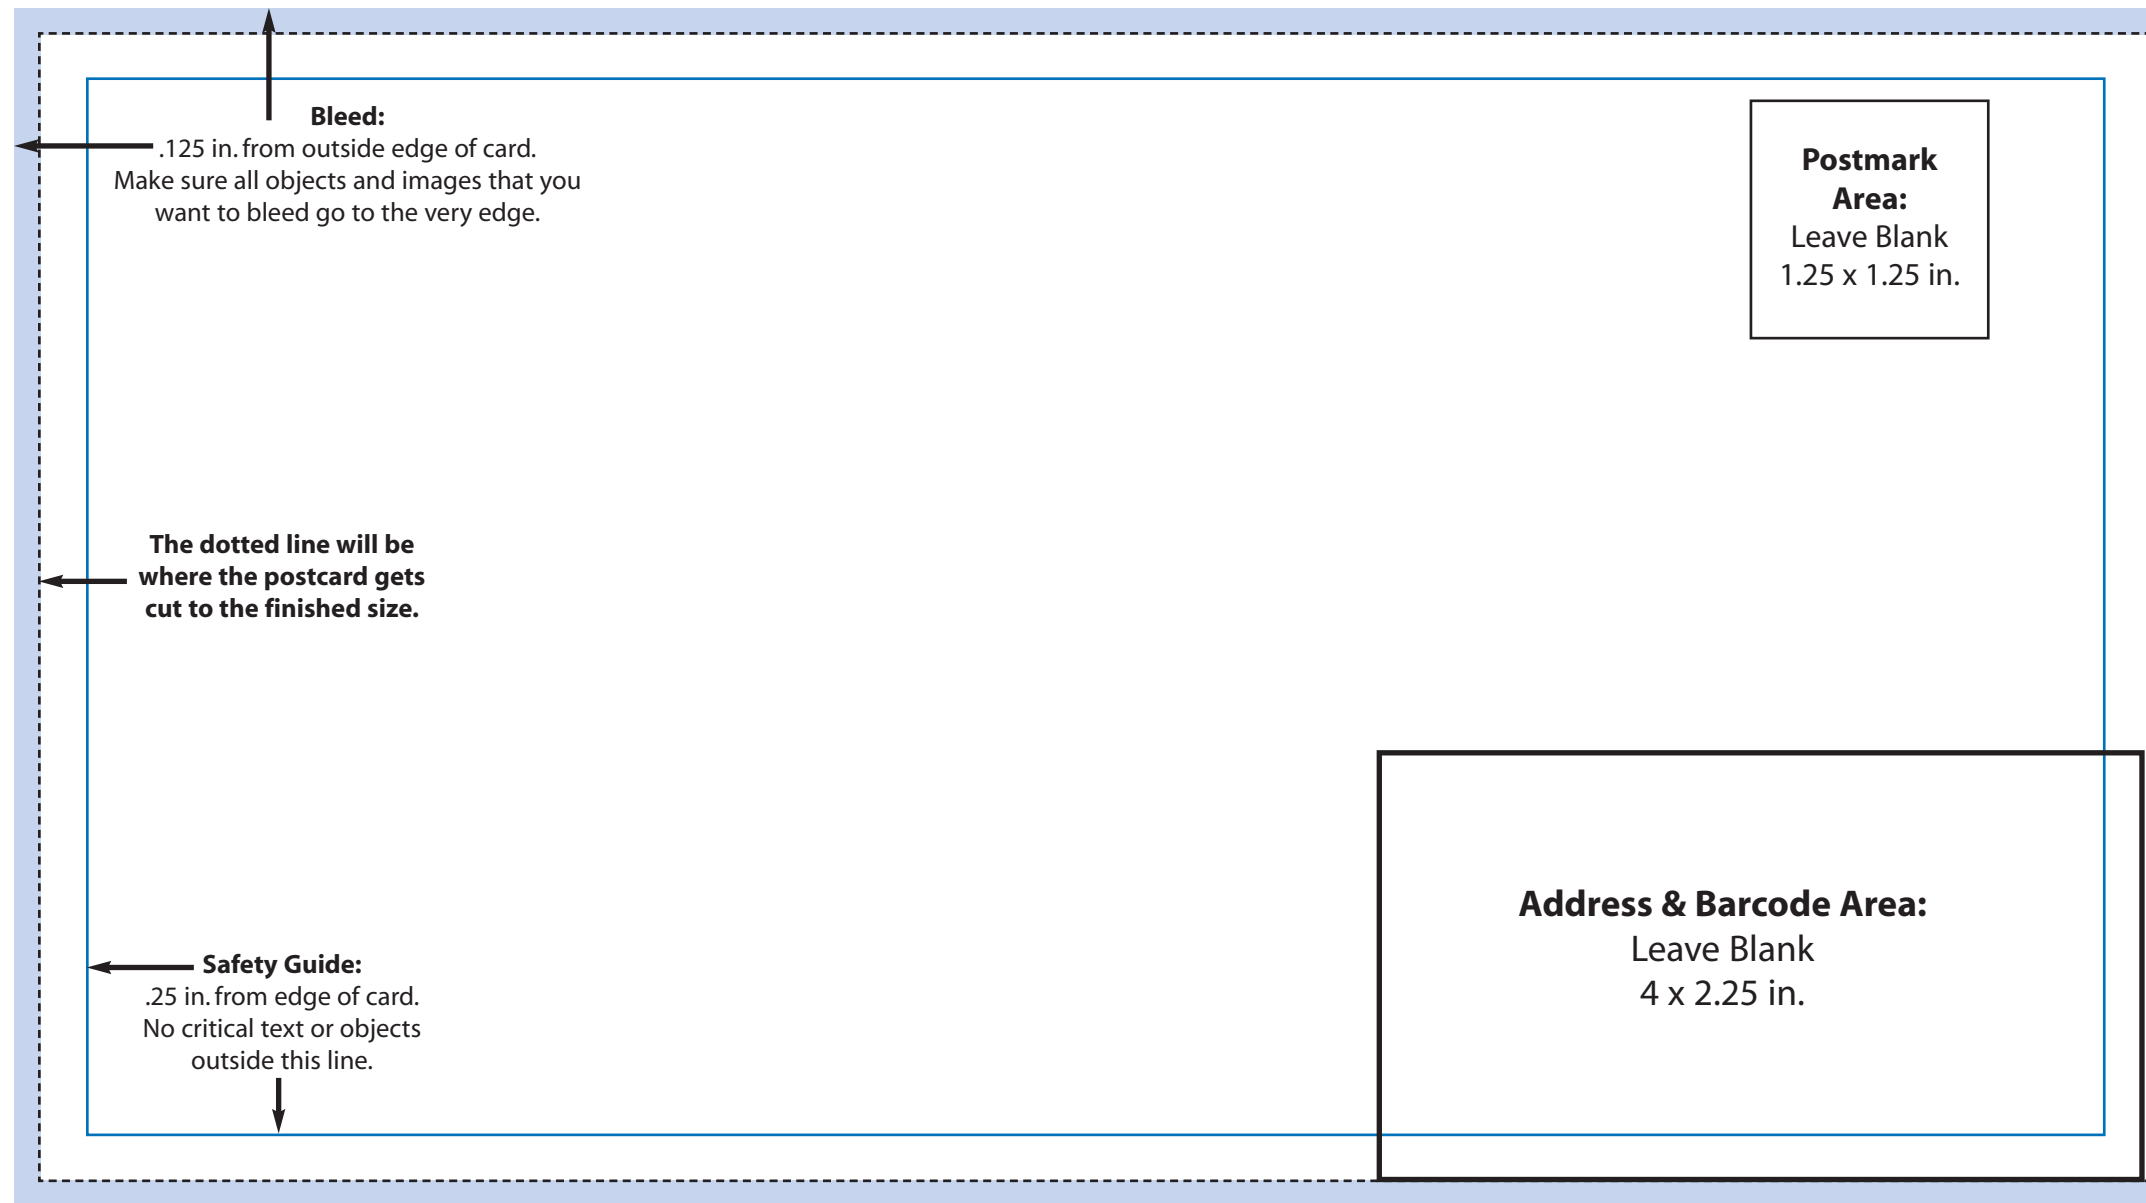 Bleed:
.125 in. from outside edge of card.
Make sure all objects and images that you
want to bleed go to the very edge.
Postmark
Area:
Leave Blank
1.25 x 1.25 in.
The dotted line will be
where the postcard gets
cut to the finished size.
Address & Barcode Area:
Leave Blank
4 x 2.25 in.
Safety Guide:
.25 in. from edge of card.
No critical text or objects
outside this line.